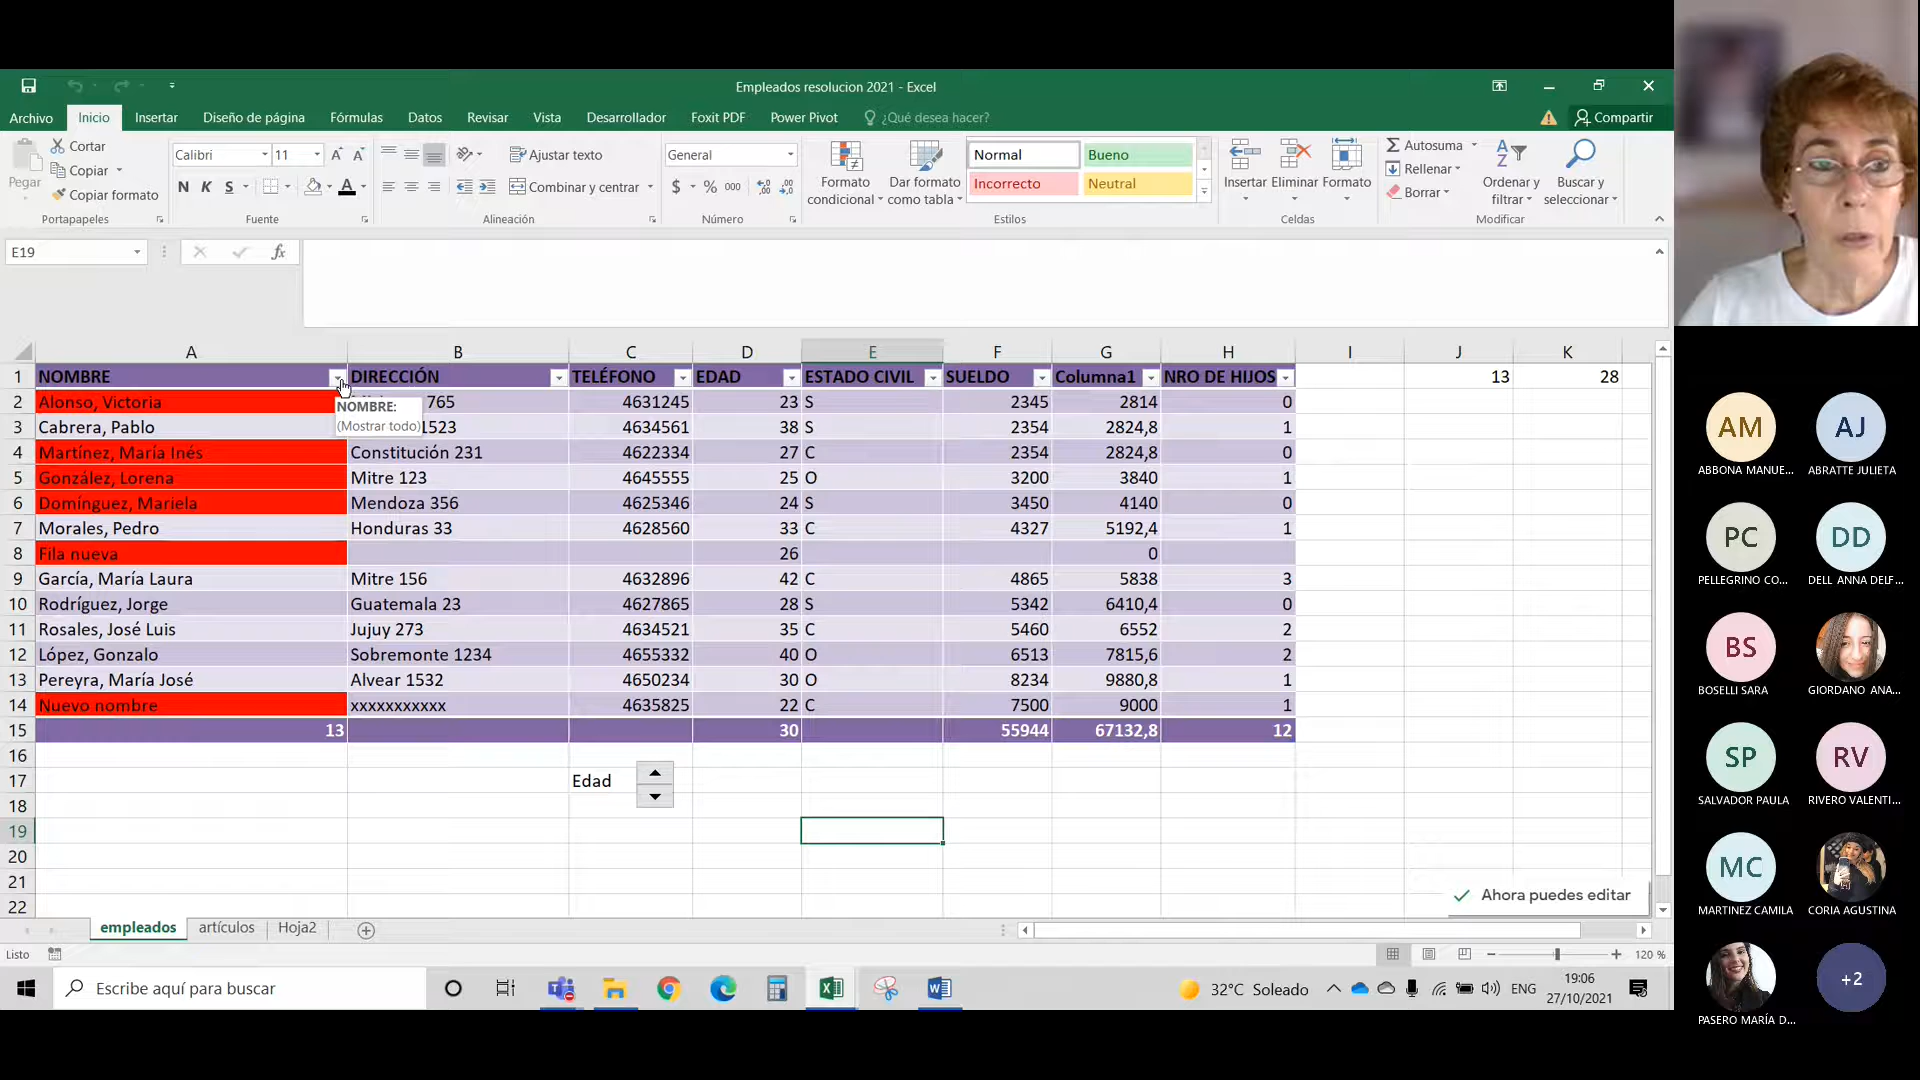 Empleados resolucion 2021 - Excel
Archivo Inicio Insertar Diseño de página Fórmulas Datos Revisar Vista Desarrollador Foxit PDF Power Pivot ¿Qué desea hacer? Compartir
Pegar Cortar Copiar Copiar formato Portapapeles
Calibri 11 N K S Fuente
Ajustar texto Combinar y centrar Alineación
General $ % 000 Número
Formato condicional Dar formato como tabla Normal Bueno Incorrecto Neutral Estilos
Insertar Eliminar Formato Celdas
Autosuma Rellenar Borrar Ordenar y filtrar Buscar y seleccionar Modificar
E19 fx
A B C D E F G H I J K
1 NOMBRE DIRECCIÓN TELÉFONO EDAD ESTADO CIVIL SUELDO Columna1 NRO DE HIJOS 13 28
2 Alonso, Victoria 765 4631245 23 S 2345 2814 0
NOMBRE:
(Mostrar todo)
3 Cabrera, Pablo 1523 4634561 38 S 2354 2824,8 1
4 Martínez, María Inés Constitución 231 4622334 27 C 2354 2824,8 0
5 González, Lorena Mitre 123 4645555 25 O 3200 3840 1
6 Domínguez, Mariela Mendoza 356 4625346 24 S 3450 4140 0
7 Morales, Pedro Honduras 33 4628560 33 C 4327 5192,4 1
8 Fila nueva 26 0
9 García, María Laura Mitre 156 4632896 42 C 4865 5838 3
10 Rodríguez, Jorge Guatemala 23 4627865 28 S 5342 6410,4 0
11 Rosales, José Luis Jujuy 273 4634521 35 C 5460 6552 2
12 López, Gonzalo Sobremonte 1234 4655332 40 O 6513 7815,6 2
13 Pereyra, María José Alvear 1532 4650234 30 O 8234 9880,8 1
14 Nuevo nombre xxxxxxxxxxx 4635825 22 C 7500 9000 1
15 13 30 55944 67132,8 12
16
17 Edad
18
19
20
21
22
Ahora puedes editar
empleados artículos Hoja2
Listo 120 %
Escribe aquí para buscar 32°C Soleado ENG 19:06
27/10/2021
AM AJ
ABBONA MANUE... ABRATTE JULIETA
PC DD
PELLEGRINO CO... DELL ANNA DELF...
BS
BOSELLI SARA GIORDANO ANA...
SP RV
SALVADOR PAULA RIVERO VALENTI...
MC
MARTINEZ CAMILA CORIA AGUSTINA
+2
PASERO MARÍA D...